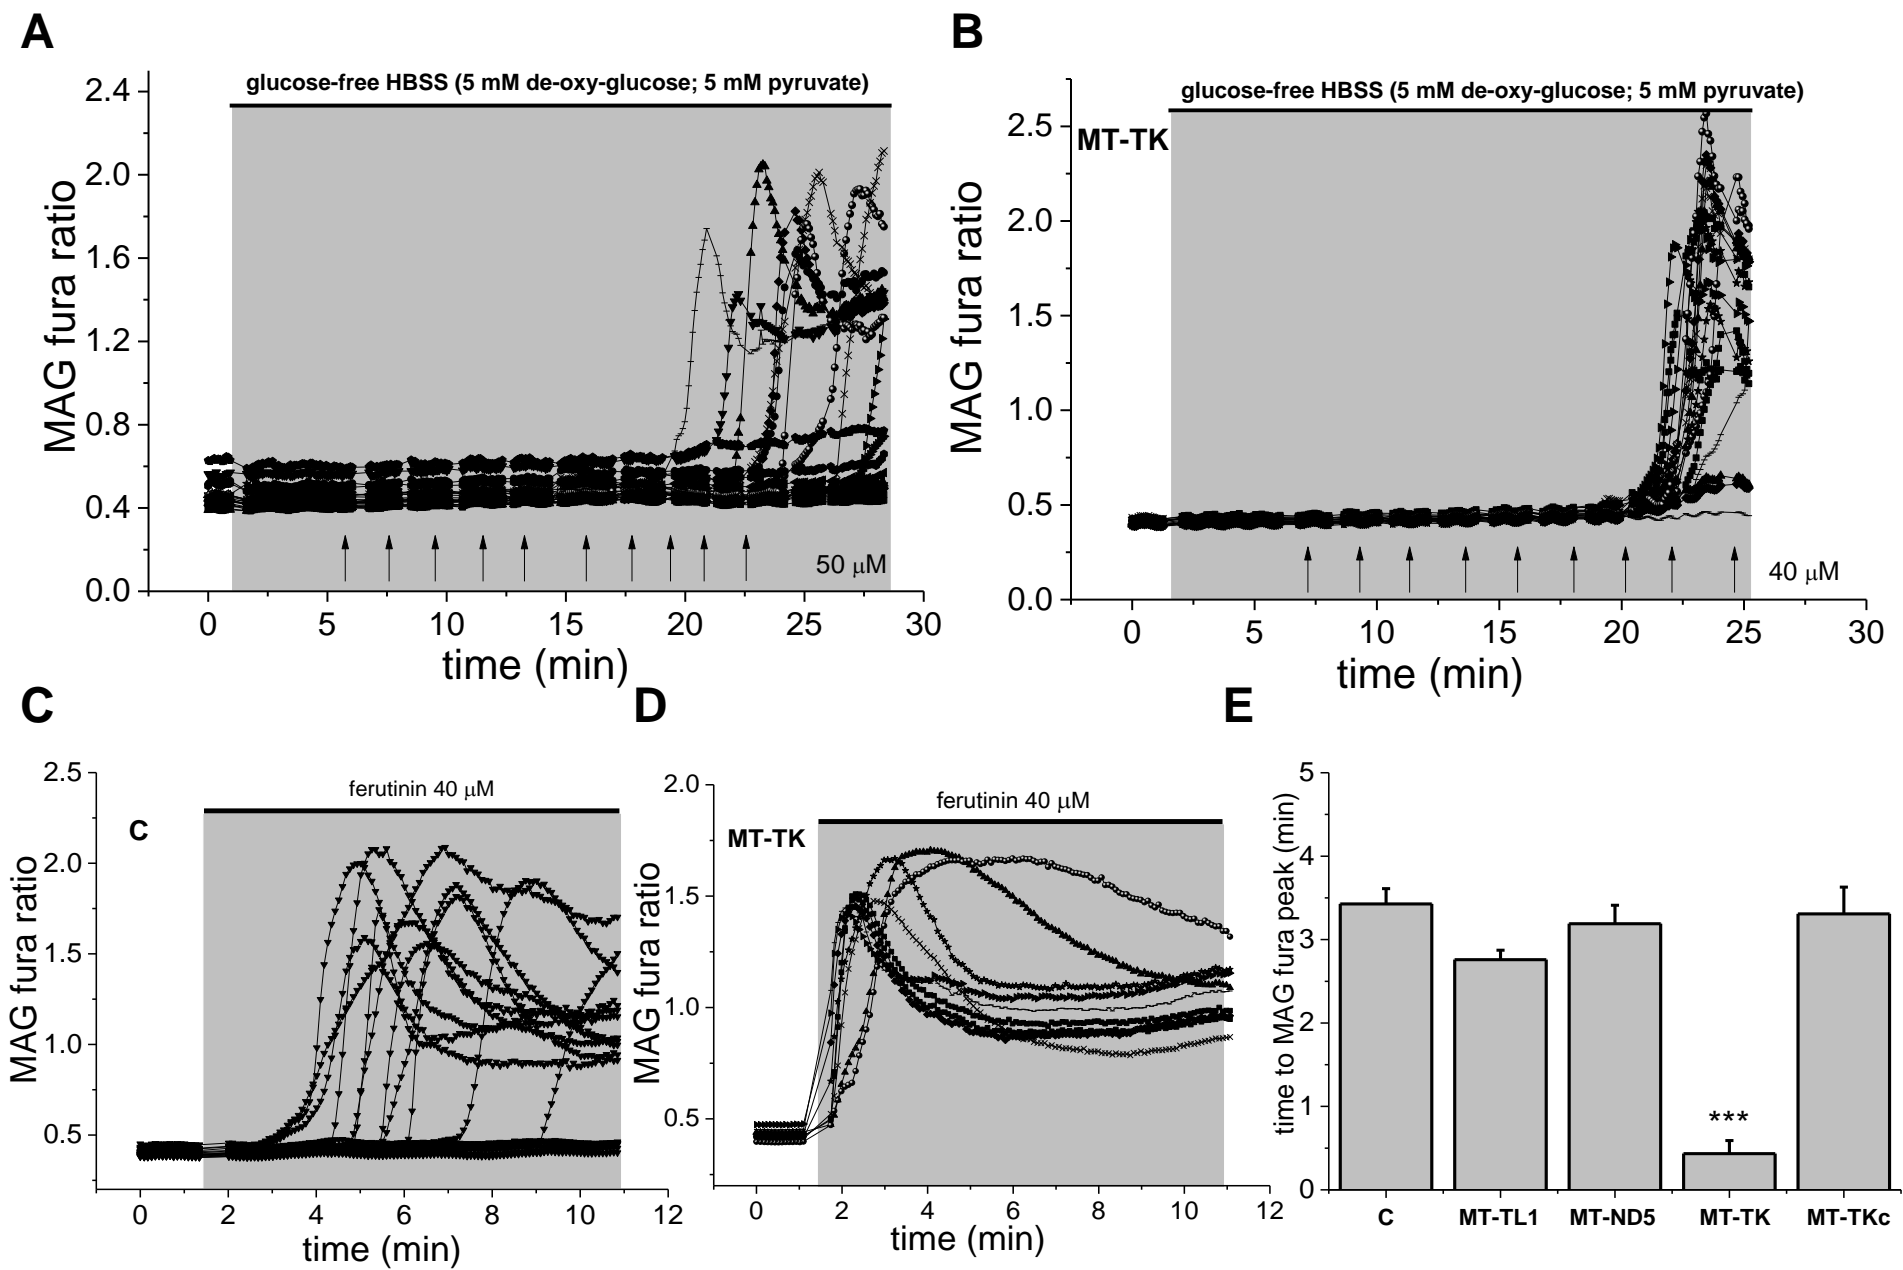 A
glucose-free HBSS (5 mM de-oxy-glucose; 5 mM pyruvate)
MAG fura ratio
2.4
2.0
1.6
1.2
0.8
0.4
0.0
50 μM
0 5 10 15 20 25 30
time (min)
B
glucose-free HBSS (5 mM de-oxy-glucose; 5 mM pyruvate)
MT-TK
MAG fura ratio
2.5
2.0
1.5
1.0
0.5
0.0
40 μM
0 5 10 15 20 25 30
time (min)
C
ferutinin 40 μM
C
MAG fura ratio
2.5
2.0
1.5
1.0
0.5
0 2 4 6 8 10 12
time (min)
D
ferutinin 40 μM
MT-TK
MAG fura ratio
2.0
1.5
1.0
0.5
0 2 4 6 8 10 12
time (min)
E
time to MAG fura peak (min)
5
4
3
2
1
0
***
C MT-TL1 MT-ND5 MT-TK MT-TKc